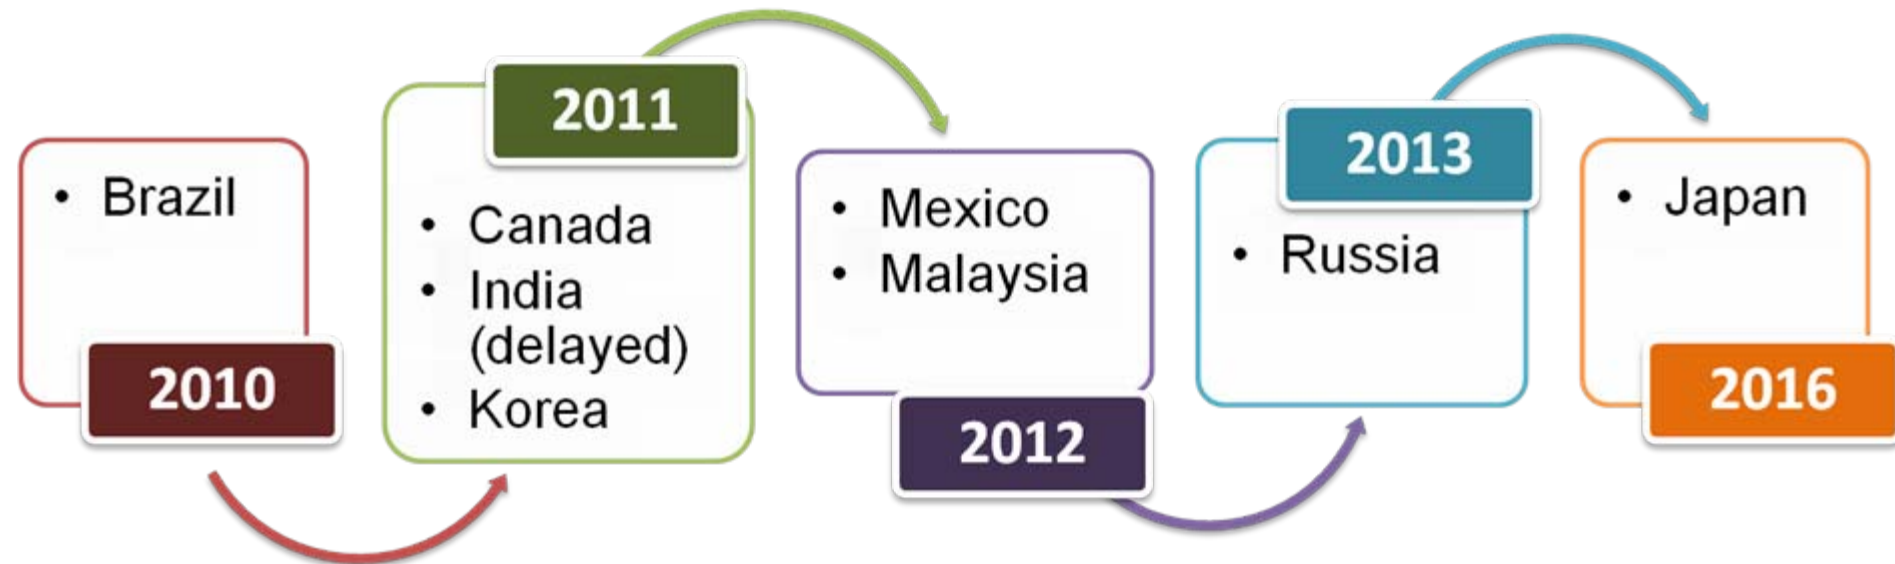 • Brazil
2010
2011
• Canada
• India
(delayed)
• Korea
• Mexico
• Malaysia
2012
2013
• Russia
• Japan
2016